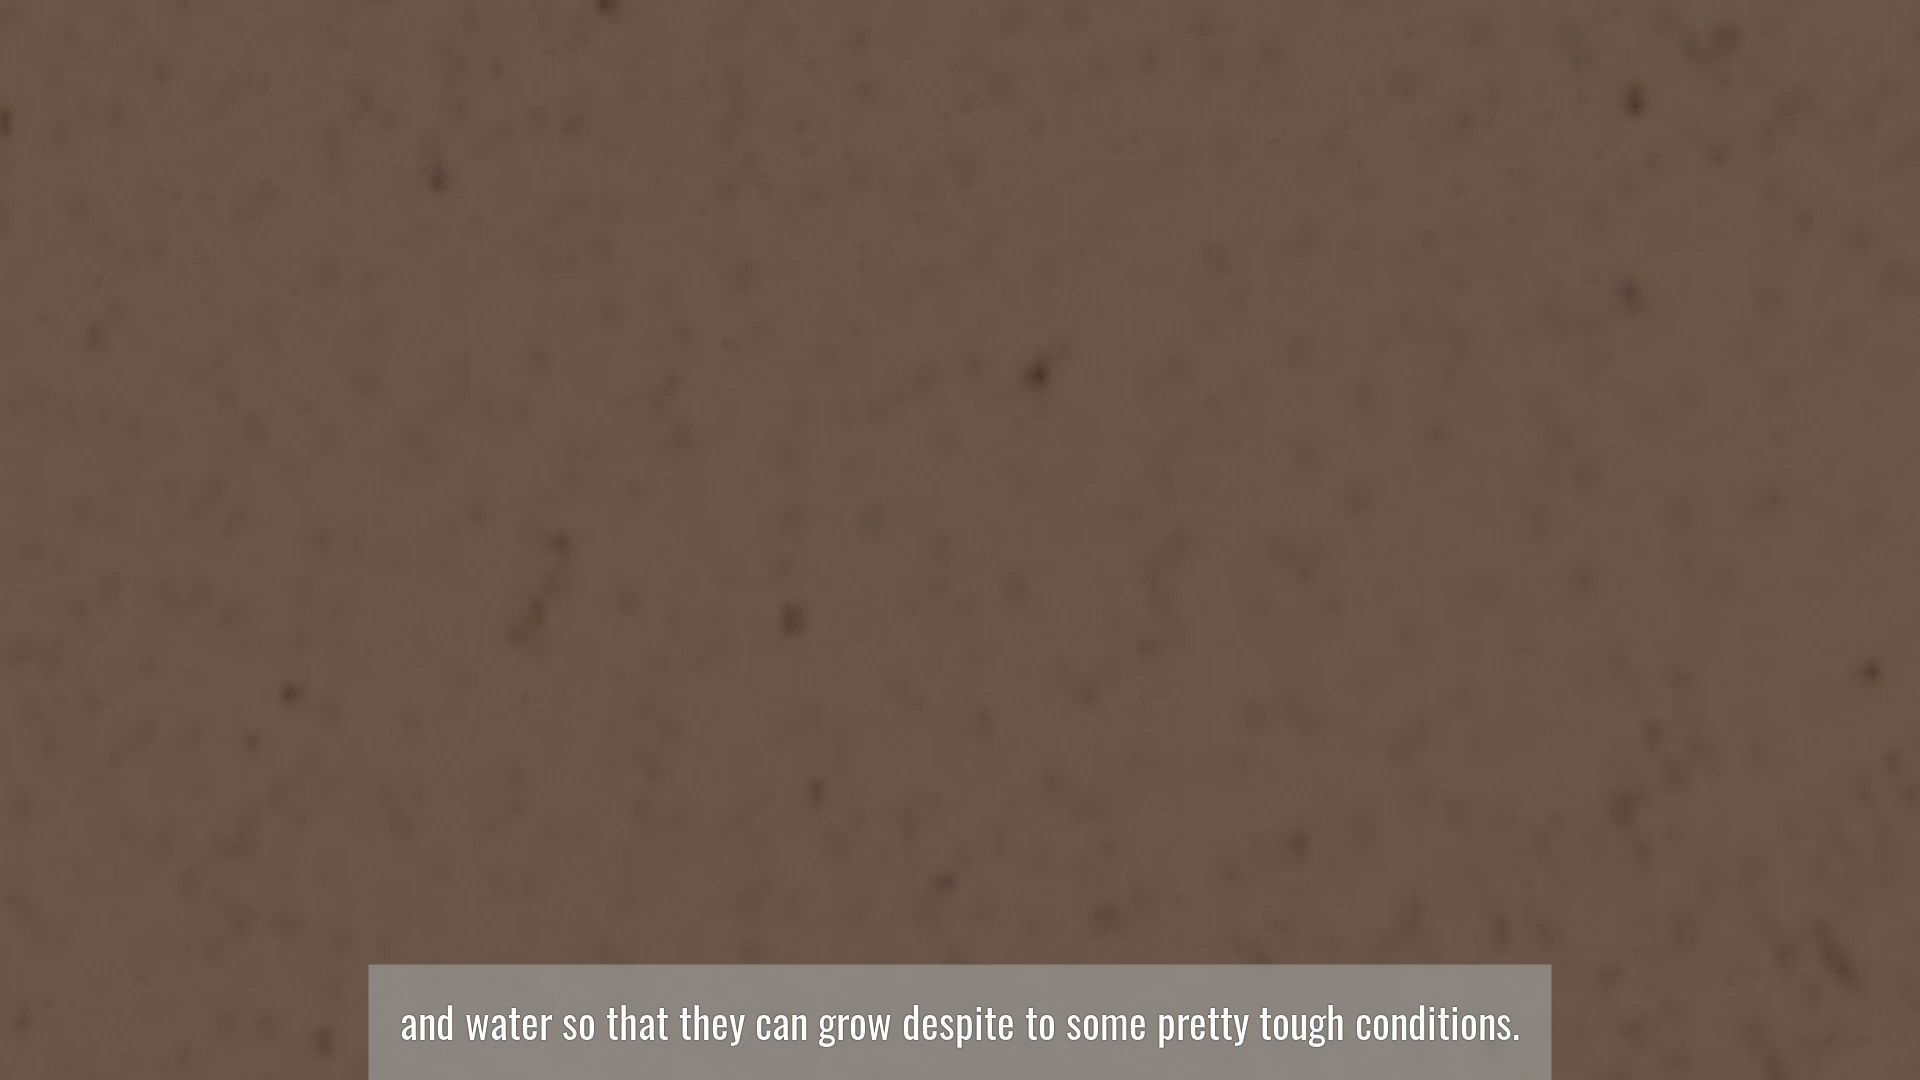 and water so that they can grow despite to some pretty tough conditions.